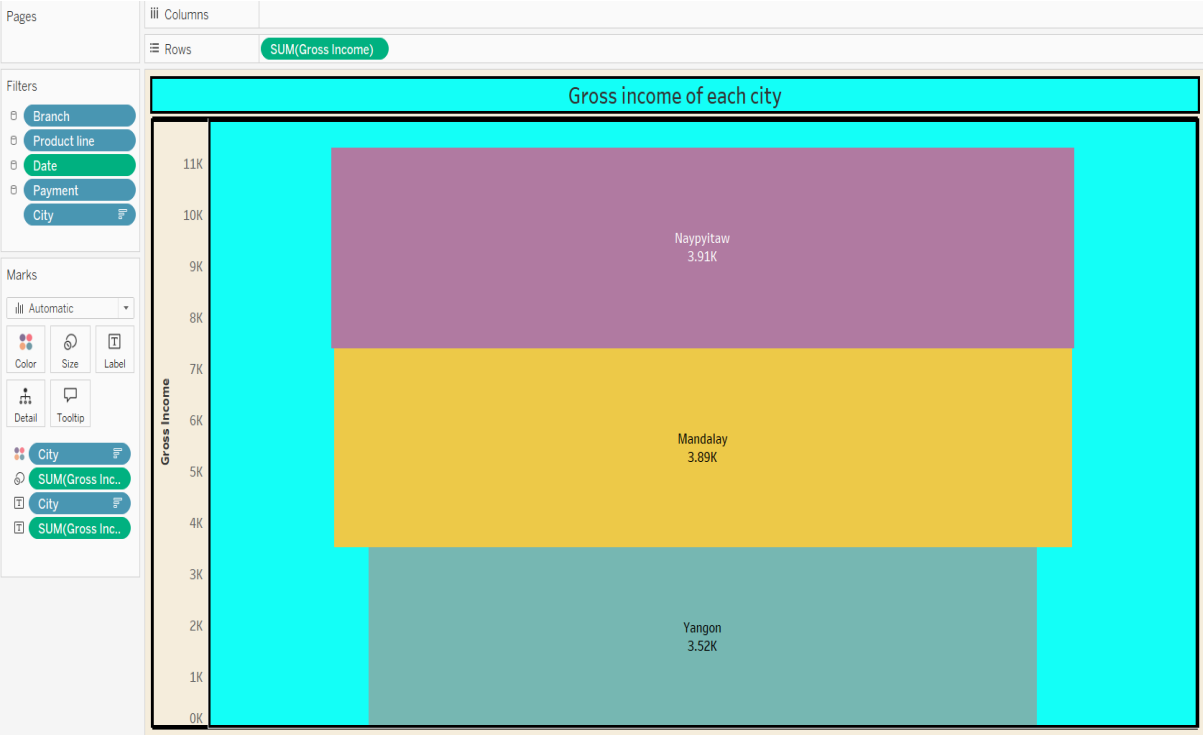 Pages
Columns
Rows
SUM(Gross Income)
Filters
Branch
Product line
Date
Payment
City
Marks
Automatic
Color
Size
Label
Detail
Tooltip
City
SUM(Gross Inc..
City
SUM(Gross Inc..
Gross income of each city
Gross Income
11K
10K
9K
8K
7K
6K
5K
4K
3K
2K
1K
0K
Naypyitaw
3.91K
Mandalay
3.89K
Yangon
3.52K